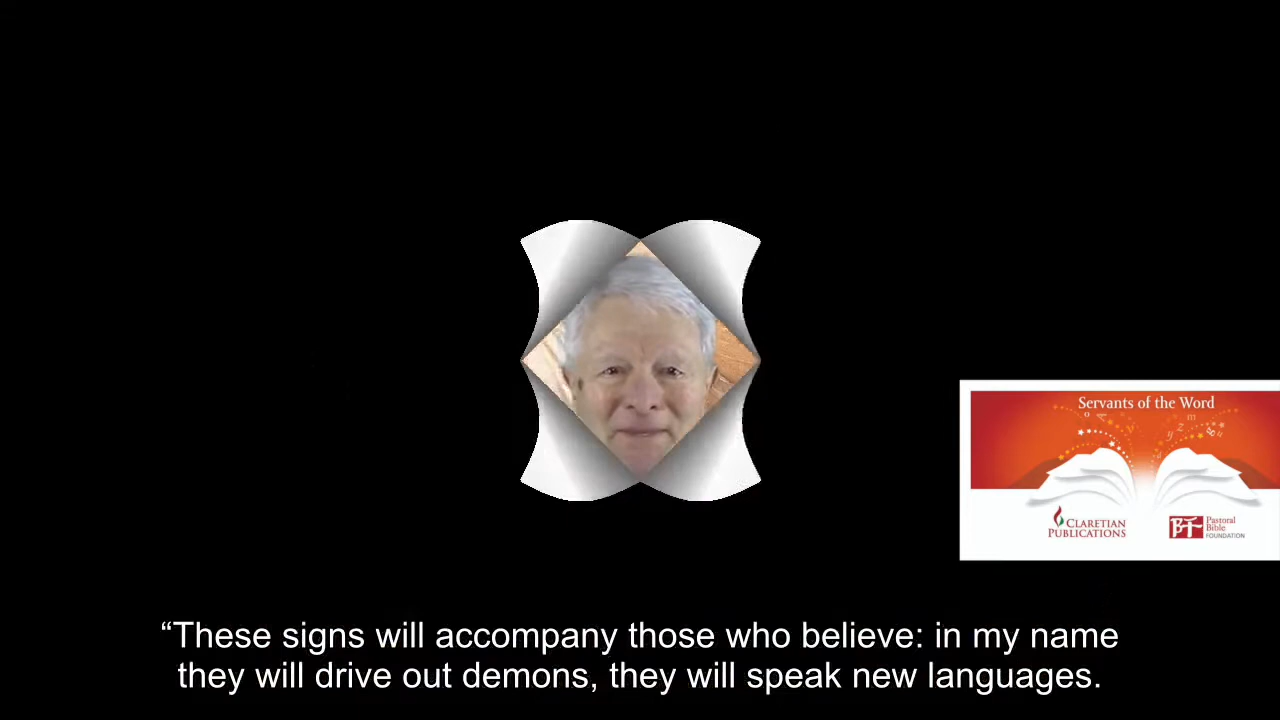 Servants of the Word
CLARETIAN
PUBLICATIONS
Pastoral
Bible
FOUNDATION
“These signs will accompany those who believe: in my name
they will drive out demons, they will speak new languages.